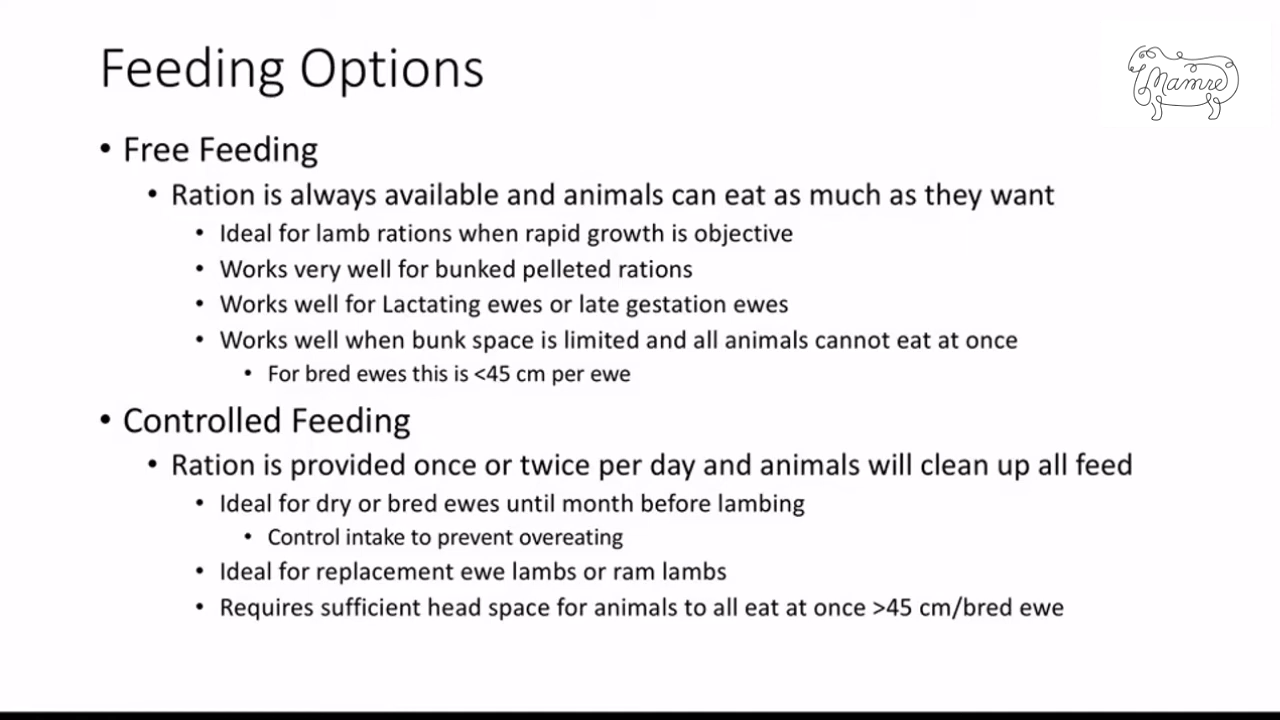 Feeding Options
Mamre
• Free Feeding
• Ration is always available and animals can eat as much as they want
• Ideal for lamb rations when rapid growth is objective
• Works very well for bunked pelleted rations
• Works well for Lactating ewes or late gestation ewes
• Works well when bunk space is limited and all animals cannot eat at once
• For bred ewes this is <45 cm per ewe
• Controlled Feeding
• Ration is provided once or twice per day and animals will clean up all feed
• Ideal for dry or bred ewes until month before lambing
• Control intake to prevent overeating
• Ideal for replacement ewe lambs or ram lambs
• Requires sufficient head space for animals to all eat at once >45 cm/bred ewe